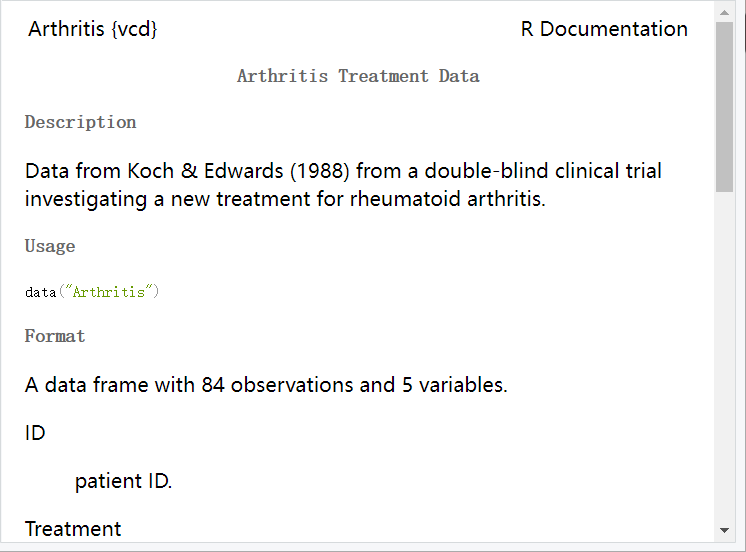 Arthritis {vcd} R Documentation
Arthritis Treatment Data
Description
Data from Koch & Edwards (1988) from a double-blind clinical trial
investigating a new treatment for rheumatoid arthritis.
Usage
data("Arthritis")
Format
A data frame with 84 observations and 5 variables.
ID
patient ID.
Treatment